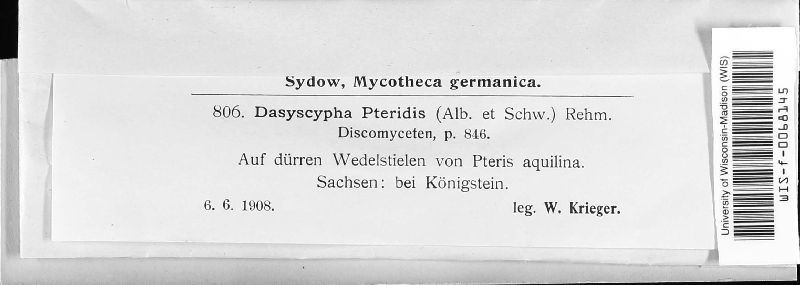 Sydow, Mycotheca germanica.
806. Dasyscypha Pteridis (Alb. et Schw.) Rehm.
Discomyceten, p. 846.
Auf dürren Wedelstielen von Pteris aquilina.
Sachsen: bei Königstein.
6. 6. 1908. leg. W. Krieger.
University of Wisconsin-Madison (WIS)
WIS-f-0068145